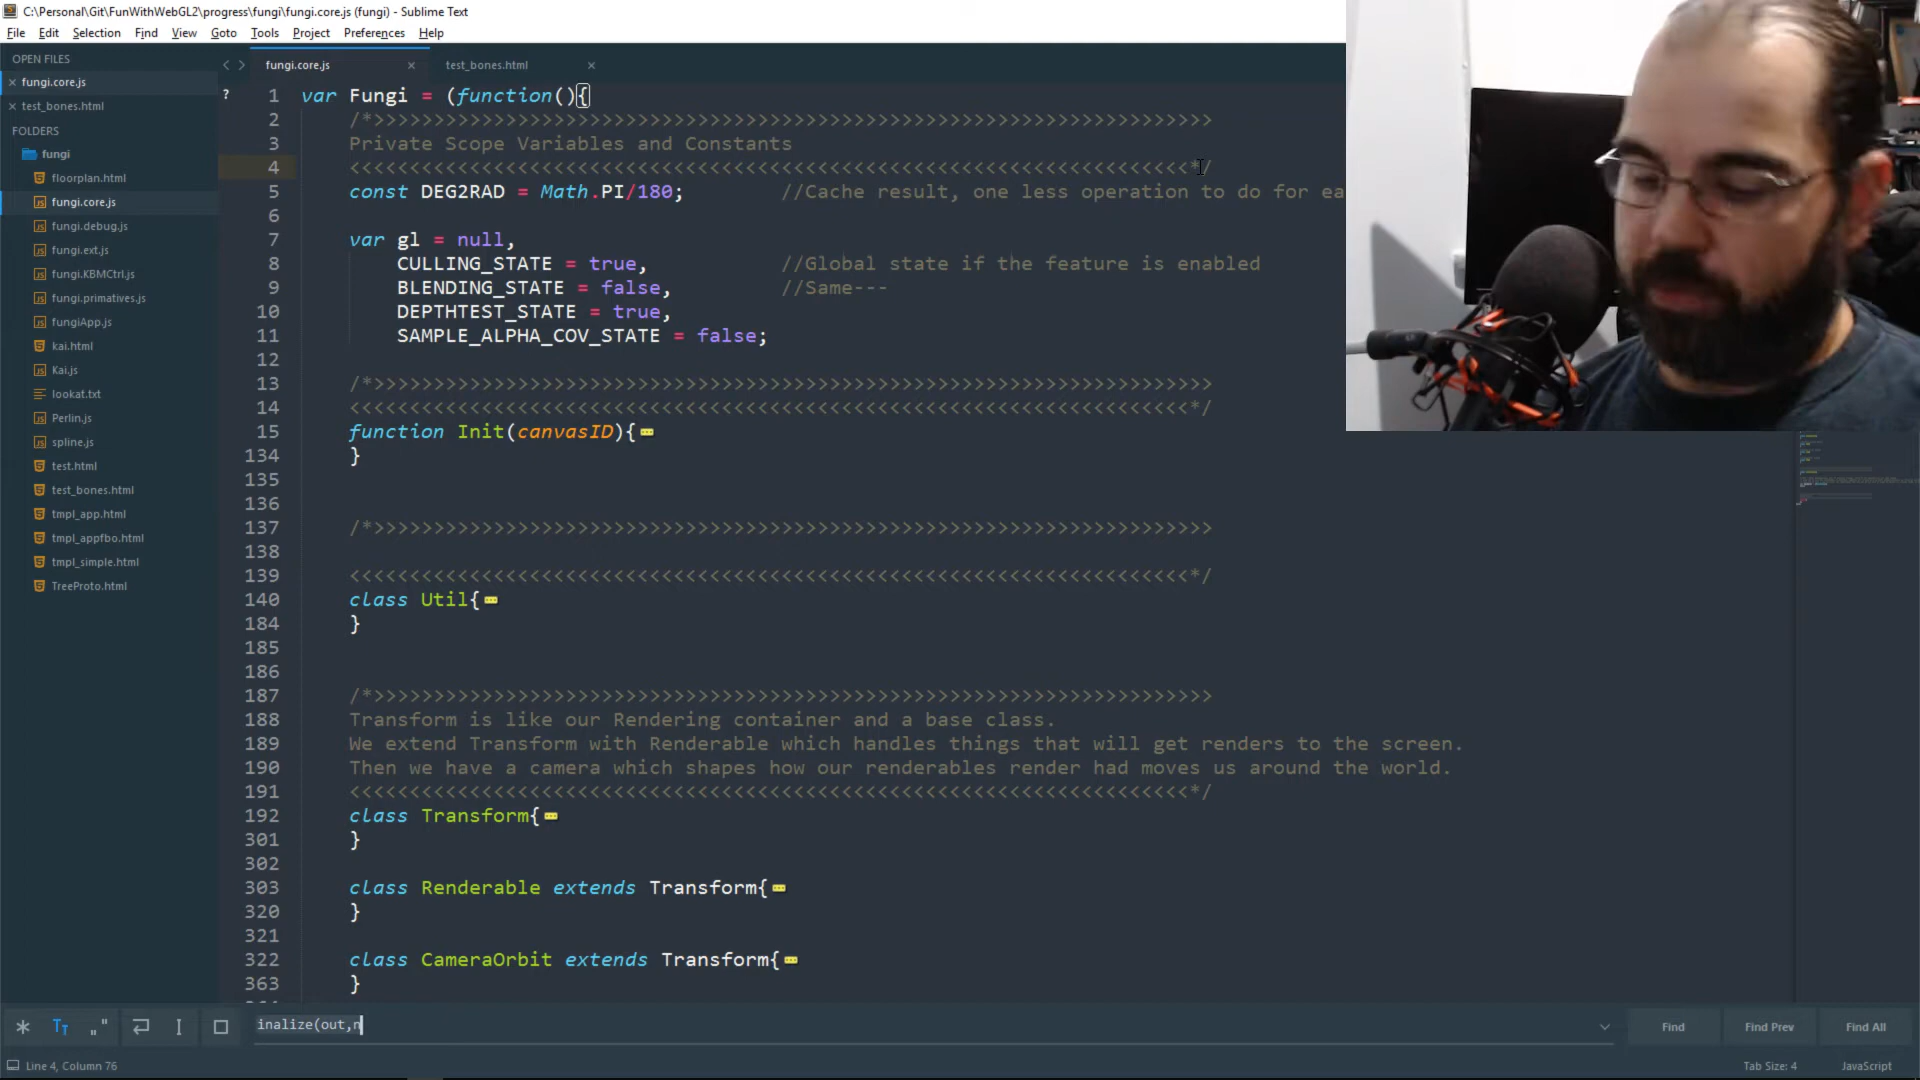 C:\Personal\Git\FunWithWebGL2\progress\fungi\fungi.core.js (fungi) - Sublime Text
File Edit Selection Find View Goto Tools Project Preferences Help
OPEN FILES
fungi.core.js
test_bones.html
FOLDERS
fungi
floorplan.html
fungi.core.js
fungi.debug.js
fungi.ext.js
fungi.KBMCtrl.js
fungi.primatives.js
fungiApp.js
kai.html
Kai.js
lookat.txt
Perlin.js
spline.js
test.html
test_bones.html
tmpl_app.html
tmpl_appfbo.html
tmpl_simple.html
TreeProto.html
fungi.core.js test_bones.html
1 var Fungi = (function(){
2 /*>>>>>>>>>>>>>>>>>>>>>>>>>>>>>>>>>>>>>>>>>>>>>>>>>>>>>>>>>>>>>>>>>>>>>>
3 Private Scope Variables and Constants
4 <<<<<<<<<<<<<<<<<<<<<<<<<<<<<<<<<<<<<<<<<<<<<<<<<<<<<<<<<<<<<<<<<<<<<<*/
5 const DEG2RAD = Math.PI/180; //Cache result, one less operation to do for ea
6
7 var gl = null,
8 CULLING_STATE = true, //Global state if the feature is enabled
9 BLENDING_STATE = false, //Same---
10 DEPTHTEST_STATE = true,
11 SAMPLE_ALPHA_COV_STATE = false;
12
13 /*>>>>>>>>>>>>>>>>>>>>>>>>>>>>>>>>>>>>>>>>>>>>>>>>>>>>>>>>>>>>>>>>>>>>>>
14 <<<<<<<<<<<<<<<<<<<<<<<<<<<<<<<<<<<<<<<<<<<<<<<<<<<<<<<<<<<<<<<<<<<<<<*/
15 function Init(canvasID){
134 }
135
136
137 /*>>>>>>>>>>>>>>>>>>>>>>>>>>>>>>>>>>>>>>>>>>>>>>>>>>>>>>>>>>>>>>>>>>>>>>
138
139 <<<<<<<<<<<<<<<<<<<<<<<<<<<<<<<<<<<<<<<<<<<<<<<<<<<<<<<<<<<<<<<<<<<<<<*/
140 class Util{
184 }
185
186
187 /*>>>>>>>>>>>>>>>>>>>>>>>>>>>>>>>>>>>>>>>>>>>>>>>>>>>>>>>>>>>>>>>>>>>>>>
188 Transform is like our Rendering container and a base class.
189 We extend Transform with Renderable which handles things that will get renders to the screen.
190 Then we have a camera which shapes how our renderables render had moves us around the world.
191 <<<<<<<<<<<<<<<<<<<<<<<<<<<<<<<<<<<<<<<<<<<<<<<<<<<<<<<<<<<<<<<<<<<<<<*/
192 class Transform{
301 }
302
303 class Renderable extends Transform{
320 }
321
322 class CameraOrbit extends Transform{
363 }
inalize(out,n
Find Find Prev Find All
Line 4, Column 76
Tab Size: 4 JavaScript